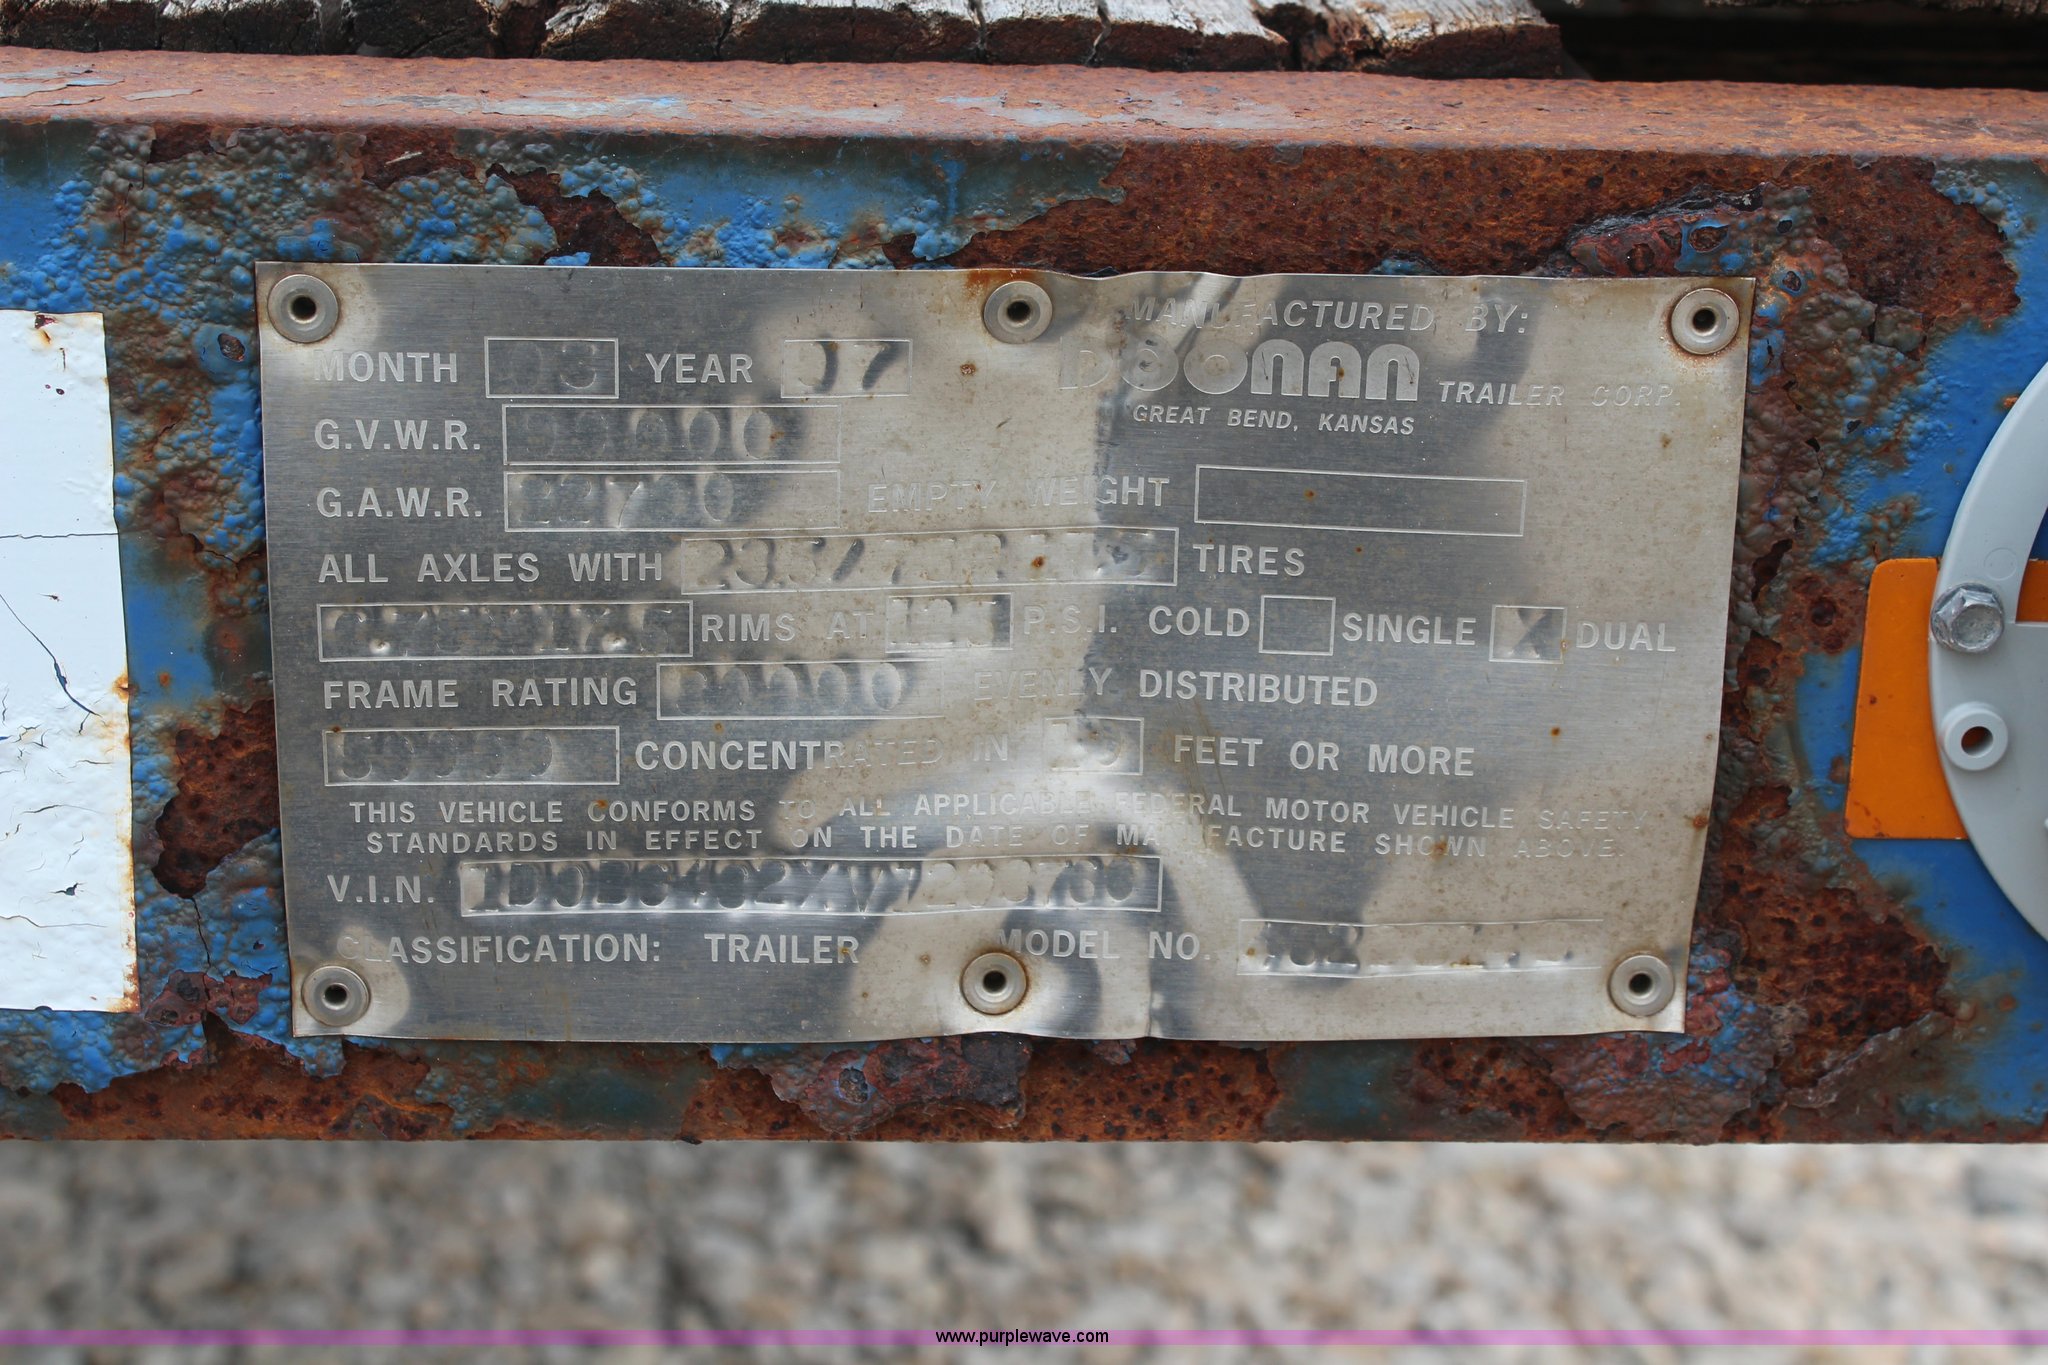 MANUFACTURED BY:
MONTH 03 YEAR 97 DOONAN TRAILER CORP.
GREAT BEND, KANSAS
G.V.W.R.
G.A.W.R. EMPTY WEIGHT
ALL AXLES WITH TIRES
RIMS AT P.S.I. COLD SINGLE X DUAL
FRAME RATING EVENLY DISTRIBUTED
CONCENTRATED IN FEET OR MORE
THIS VEHICLE CONFORMS TO ALL APPLICABLE FEDERAL MOTOR VEHICLE SAFETY
STANDARDS IN EFFECT ON THE DATE OF MANUFACTURE SHOWN ABOVE.
V.I.N.
CLASSIFICATION: TRAILER MODEL NO.
www.purplewave.com